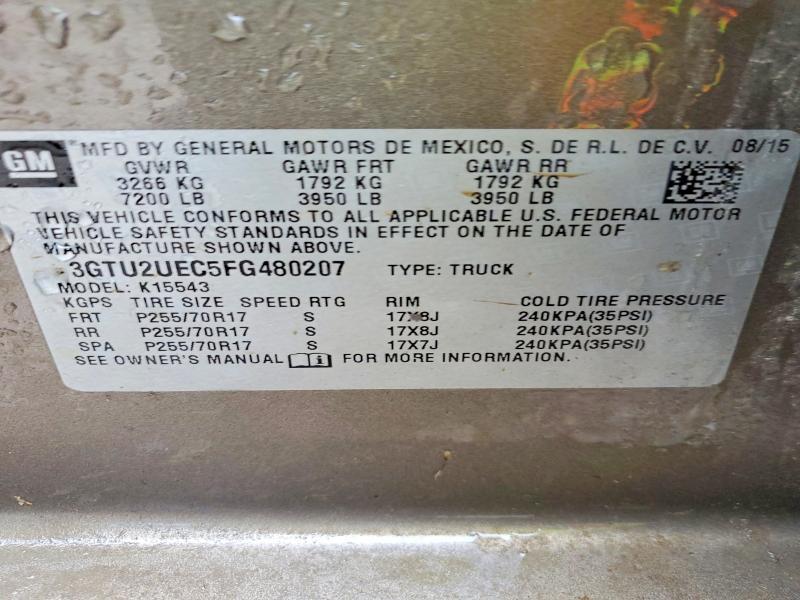 GM MFD BY GENERAL MOTORS DE MEXICO, S. DE R.L. DE C.V. 08/15
GVWR GAWR FRT GAWR RR
3266 KG 1792 KG 1792 KG
7200 LB 3950 LB 3950 LB
THIS VEHICLE CONFORMS TO ALL APPLICABLE U.S. FEDERAL MOTOR
VEHICLE SAFETY STANDARDS IN EFFECT ON THE DATE OF
MANUFACTURE SHOWN ABOVE.
3GTU2UEC5FG480207 TYPE: TRUCK
MODEL: K15543
KGPS TIRE SIZE SPEED RTG RIM COLD TIRE PRESSURE
FRT P255/70R17 S 17X8J 240KPA(35PSI)
RR P255/70R17 S 17X8J 240KPA(35PSI)
SPA P255/70R17 S 17X7J 240KPA(35PSI)
SEE OWNER'S MANUAL FOR MORE INFORMATION.